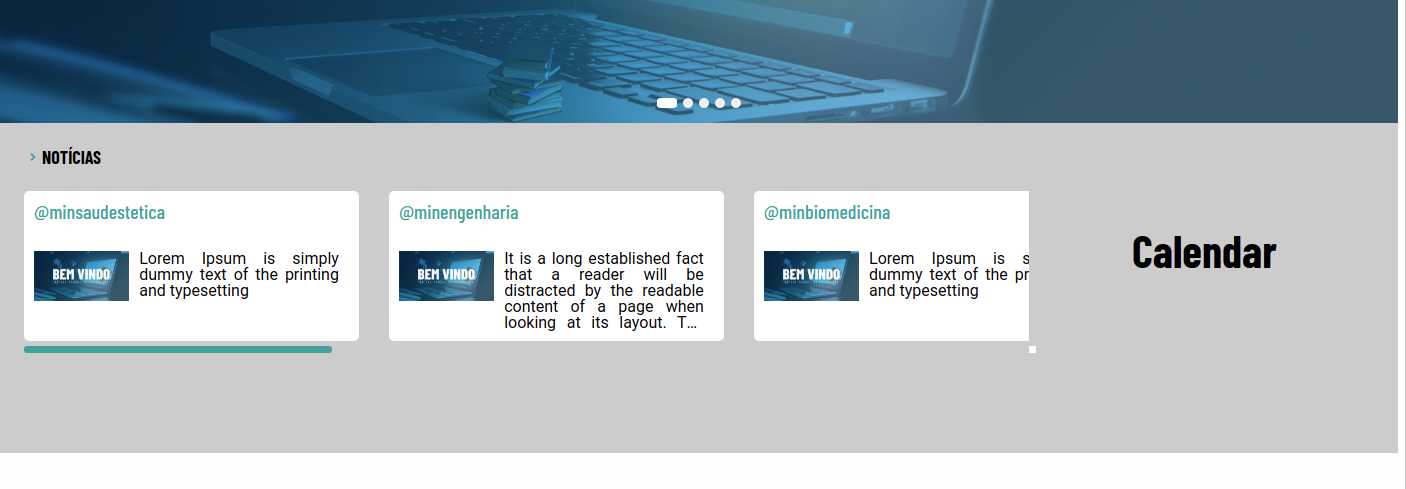 NOTÍCIAS
@minsaudestetica
BEM VINDO
Lorem Ipsum is simply
dummy text of the printing
and typesetting
@minengenharia
BEM VINDO
It is a long established fact
that a reader will be
distracted by the readable
content of a page when
looking at its layout. T...
@minbiomedicina
BEM VINDO
Lorem Ipsum is s
dummy text of the pr
and typesetting
Calendar